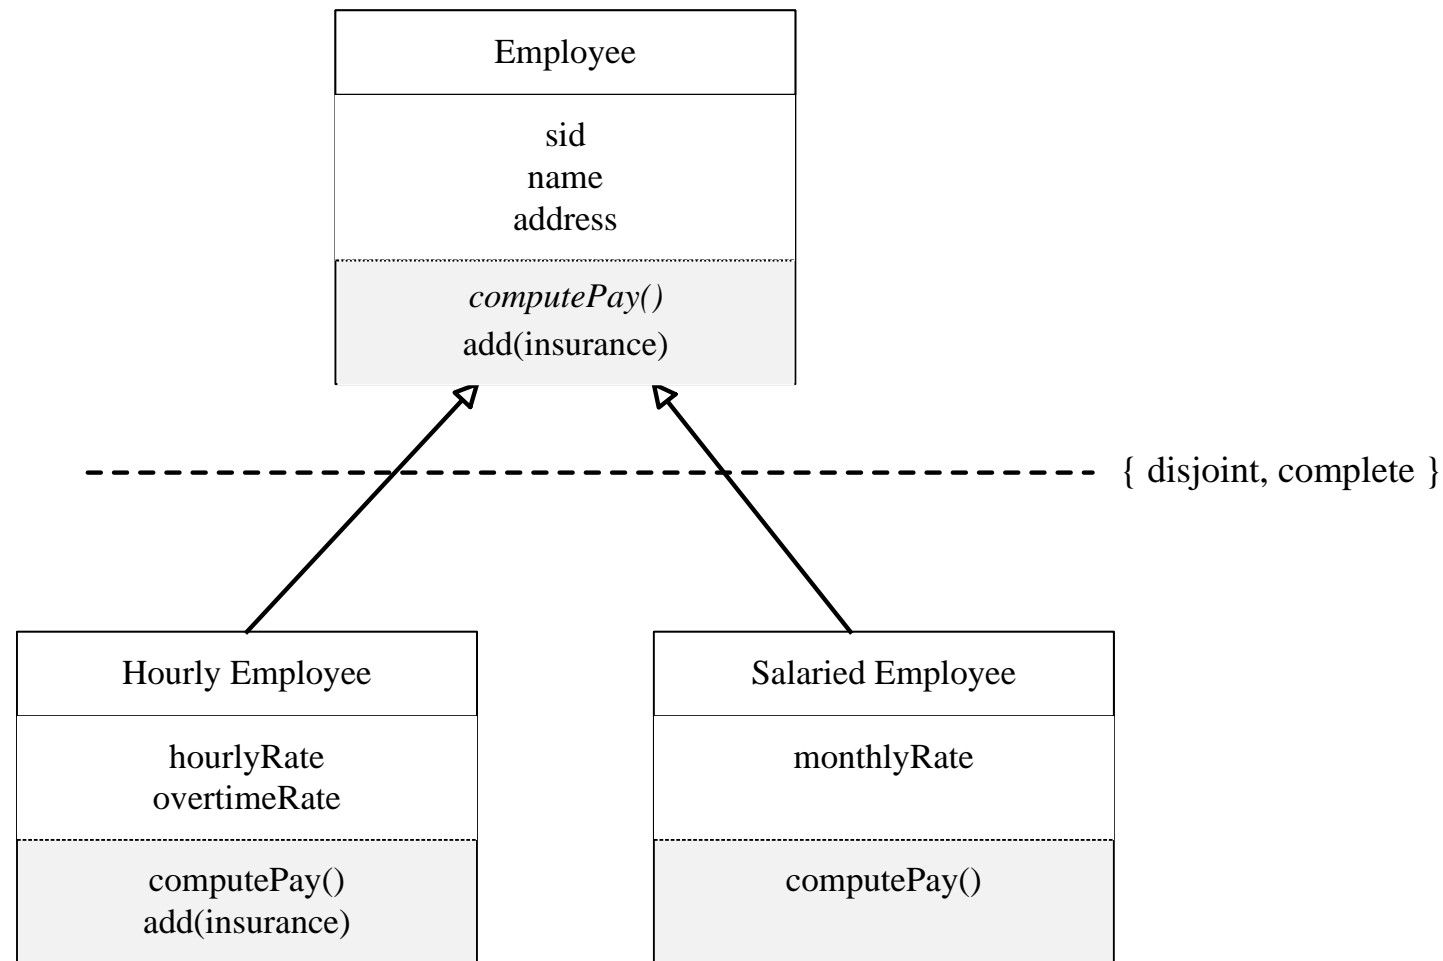 Employee
sid
name
address
computePay()
add(insurance)
{ disjoint, complete }
Hourly Employee
hourlyRate
overtimeRate
computePay()
add(insurance)
Salaried Employee
monthlyRate
computePay()